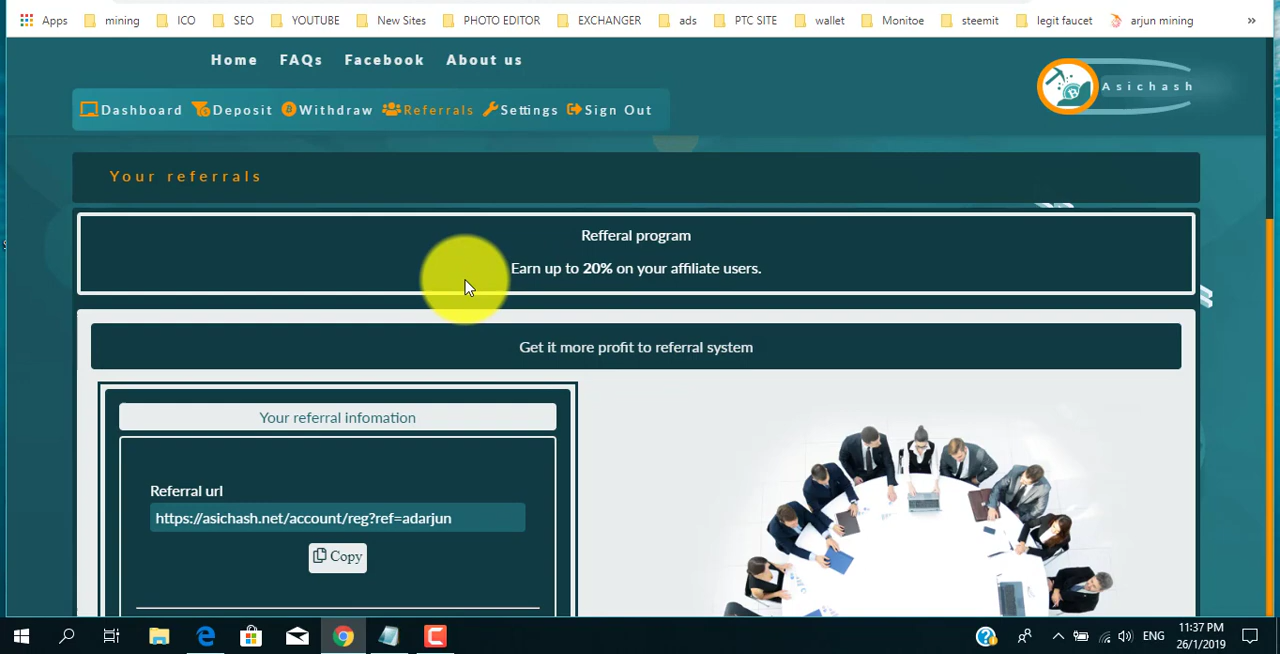 Apps mining ICO SEO YOUTUBE New Sites PHOTO EDITOR EXCHANGER ads PTC SITE wallet Monitoe steemit legit faucet arjun mining »
Home FAQs Facebook About us
Asichash
Dashboard Deposit Withdraw Referrals Settings Sign Out
Your referrals
Refferal program
Earn up to 20% on your affiliate users.
Get it more profit to referral system
Your referral infomation
Referral url
https://asichash.net/account/reg?ref=adarjun
Copy
ENG
11:37 PM
26/1/2019